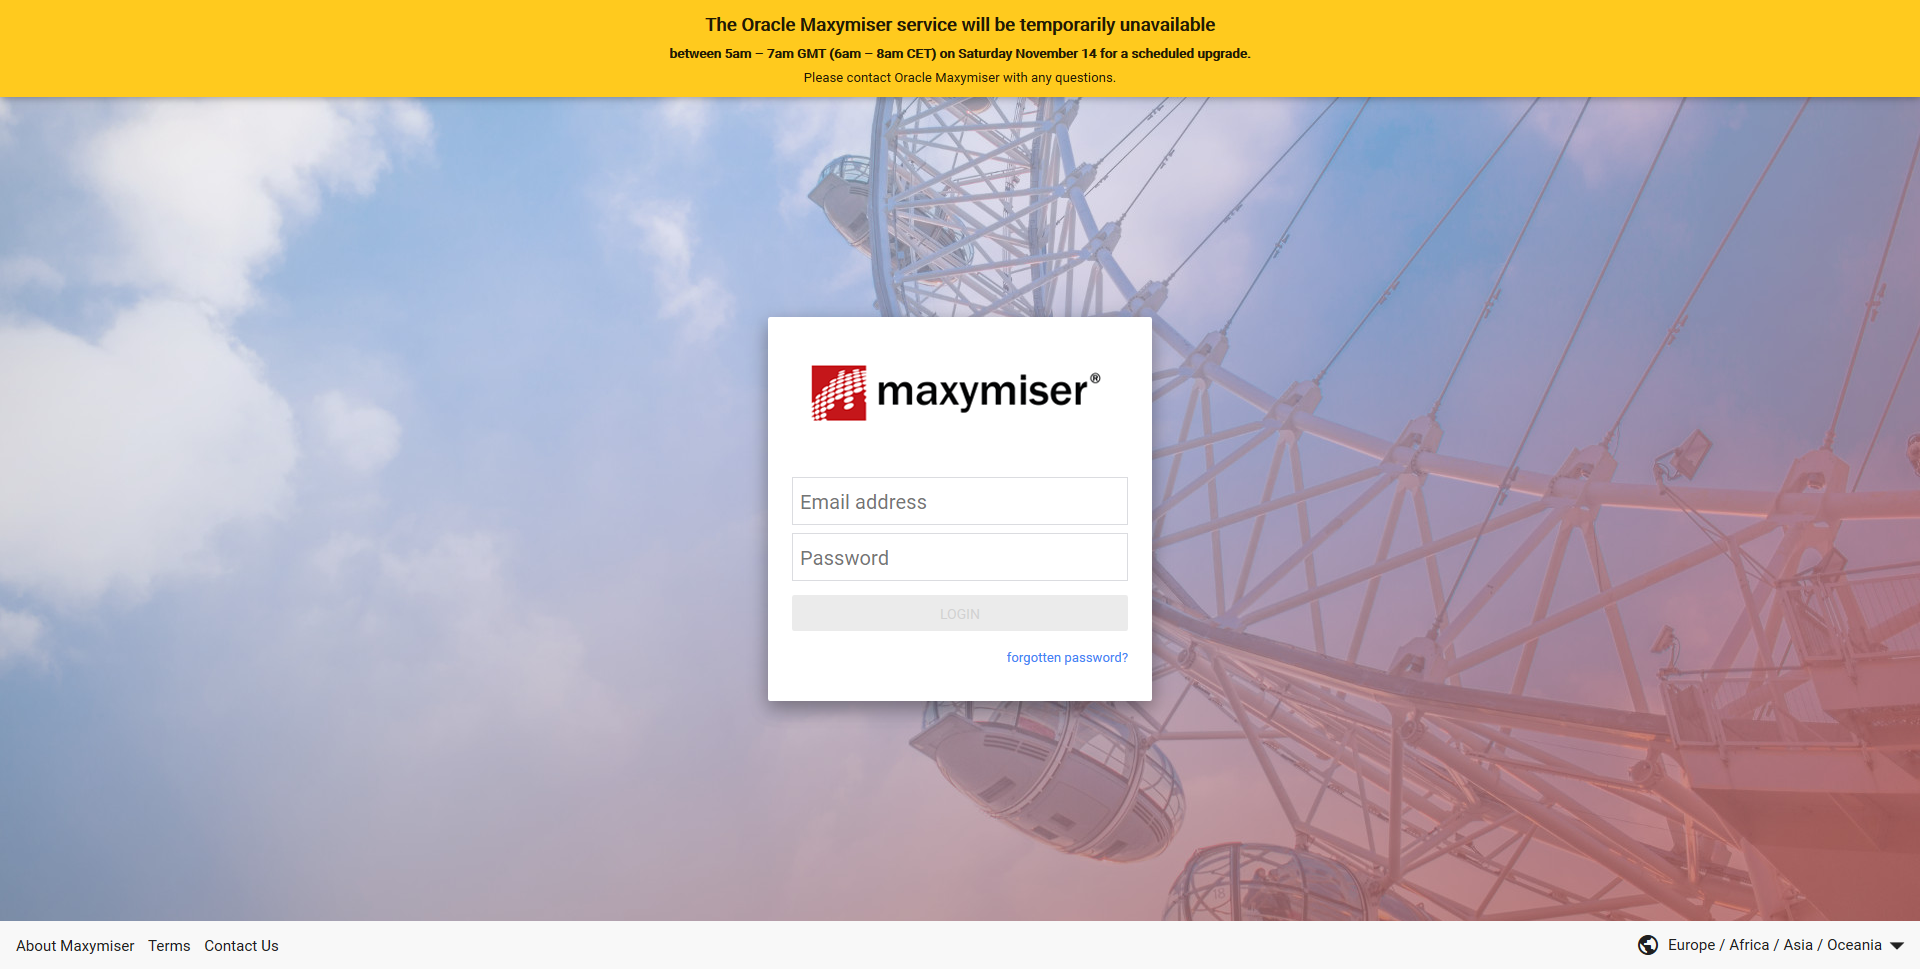 The Oracle Maxymiser service will be temporarily unavailable
between 5am – 7am GMT (6am – 8am CET) on Saturday November 14 for a scheduled upgrade.
Please contact Oracle Maxymiser with any questions.
maxymiser®
Email address
Password
LOGIN
forgotten password?
18
About Maxymiser Terms Contact Us
Europe / Africa / Asia / Oceania